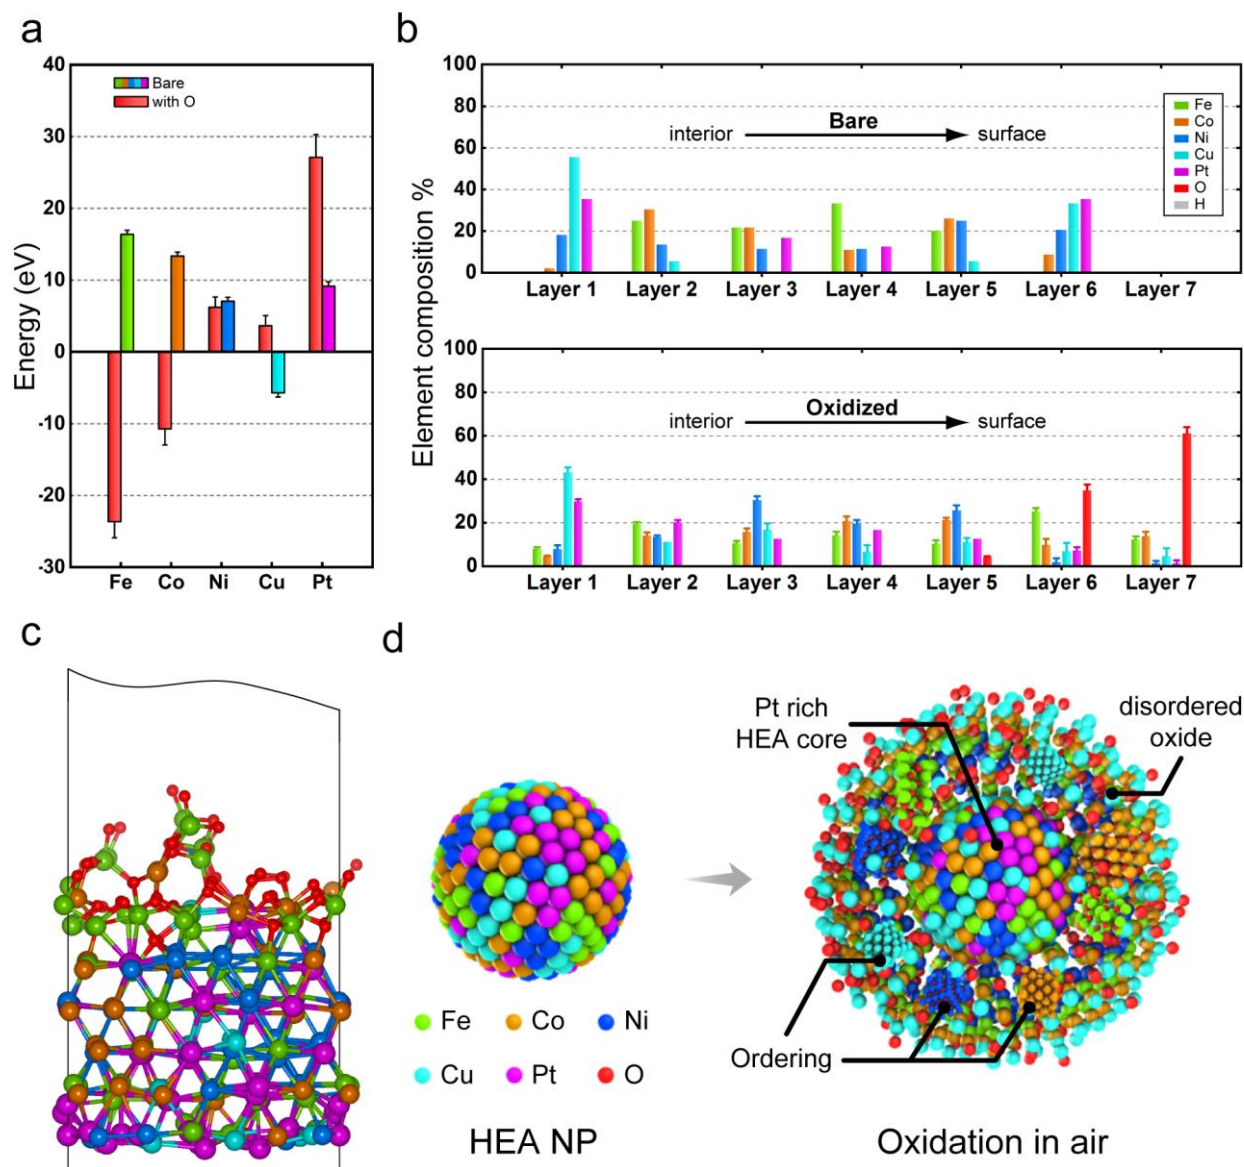 a
40
30
20
10
0
-10
-20
-30
Energy (eV)
Bare
with O
Fe Co Ni Cu Pt
b
Element composition %
100
80
60
40
20
0
interior Bare surface
Fe
Co
Ni
Cu
Pt
O
H
Layer 1 Layer 2 Layer 3 Layer 4 Layer 5 Layer 6 Layer 7
100
80
60
40
20
0
interior Oxidized surface
Layer 1 Layer 2 Layer 3 Layer 4 Layer 5 Layer 6 Layer 7
c
d
Pt rich
HEA core
disordered
oxide
Ordering
Fe Co Ni
Cu Pt O
HEA NP
Oxidation in air